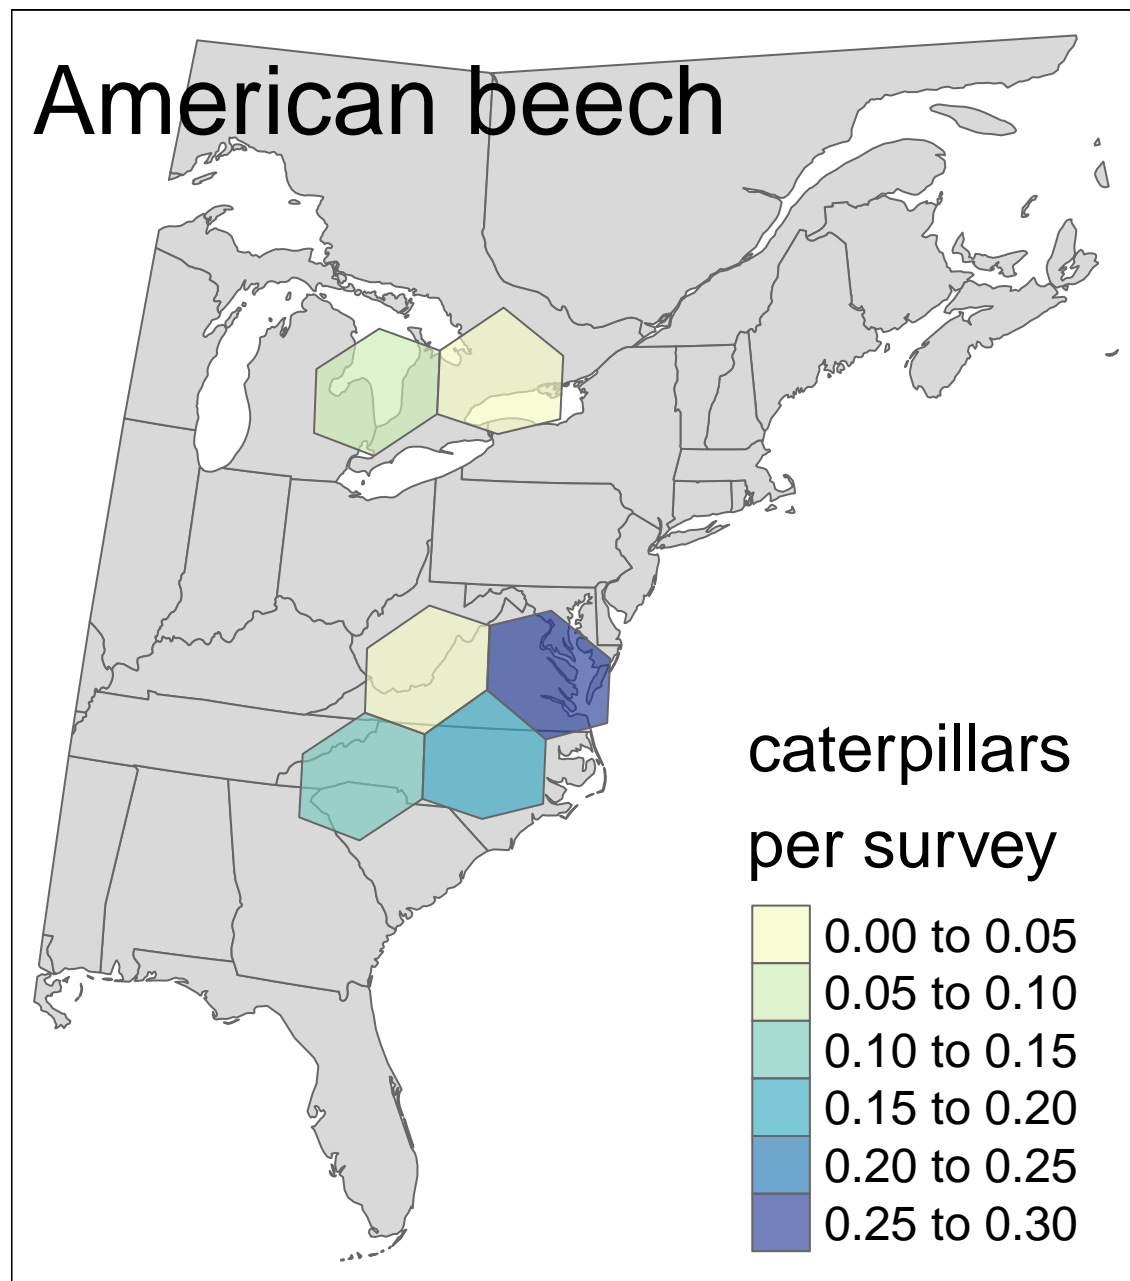 American beech
caterpillars
per survey
0.00 to 0.05
0.05 to 0.10
0.10 to 0.15
0.15 to 0.20
0.20 to 0.25
0.25 to 0.30